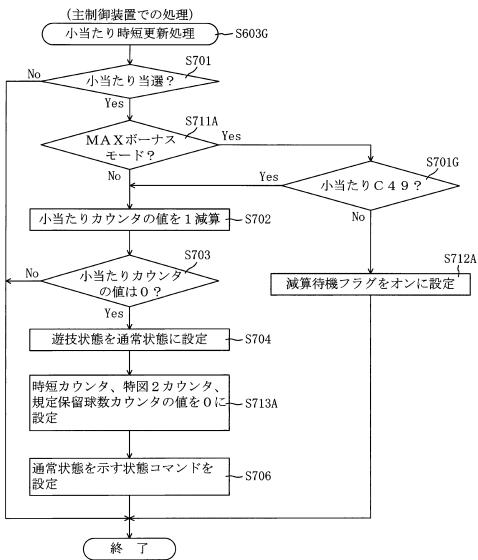 (主制御装置での処理)
小当たり時短更新処理
S603G
S701
No
小当たり当選？
Yes
S711A
MAXボーナス
モード？
Yes
No
S701G
Yes
小当たりC49？
No
小当たりカウンタの値を1減算
S702
S703
No
小当たりカウンタ
の値は0？
Yes
S712A
減算待機フラグをオンに設定
遊技状態を通常状態に設定
S704
時短カウンタ、特図2カウンタ、
規定保留球数カウンタの値を0に
設定
S713A
通常状態を示す状態コマンドを
設定
S706
終 了